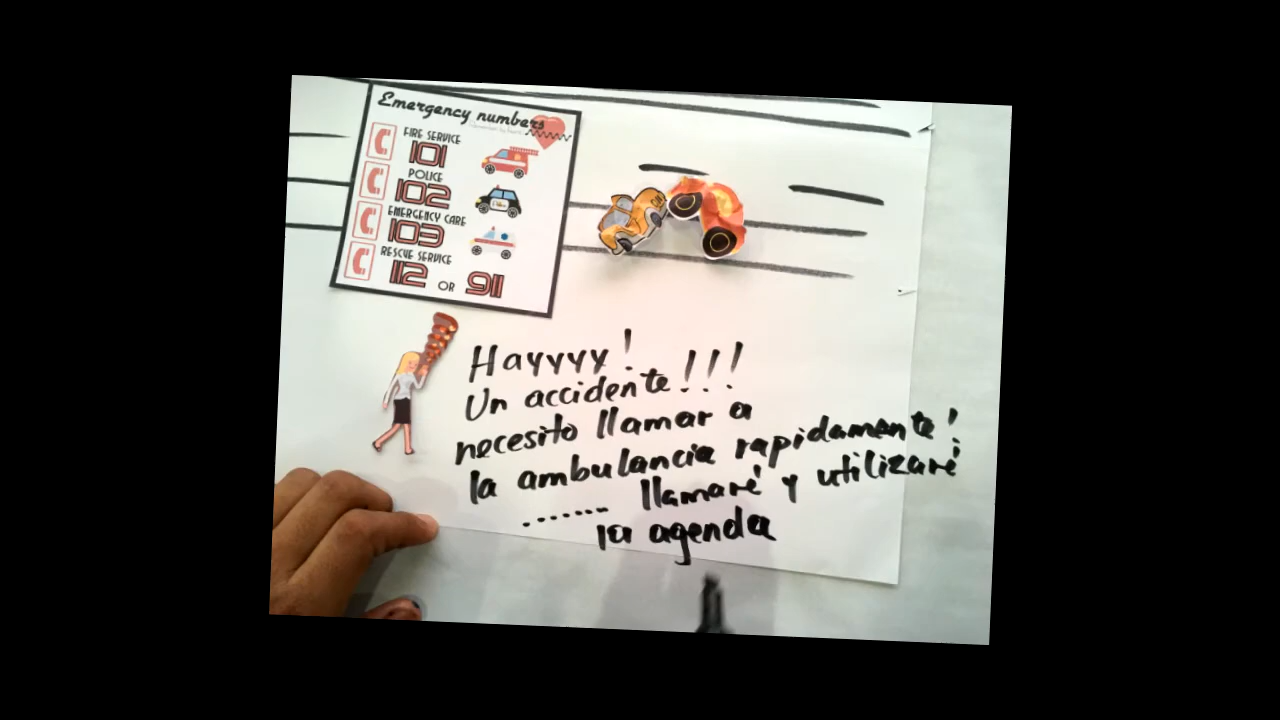 Emergency numbers
FIRE SERVICE
101
POLICE
102
EMERGENCY CARE
103
RESCUE SERVICE
112 OR 911
Hayyyy!
Un accidente!!!
necesito llamar a
la ambulancia rapidamente!
....... llamaré y utilizaré
la agenda